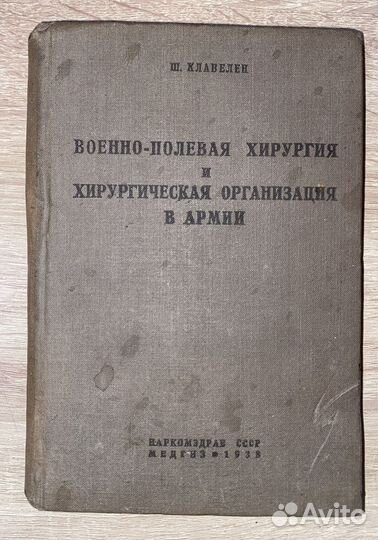 Ш. КЛАВЕЛЕН
ВОЕННО-ПОЛЕВАЯ ХИРУРГИЯ
И
ХИРУРГИЧЕСКАЯ ОРГАНИЗАЦИЯ
В АРМИИ
НАРКОМЗДРАВ СССР
МЕДГИЗ • 1938
Avito